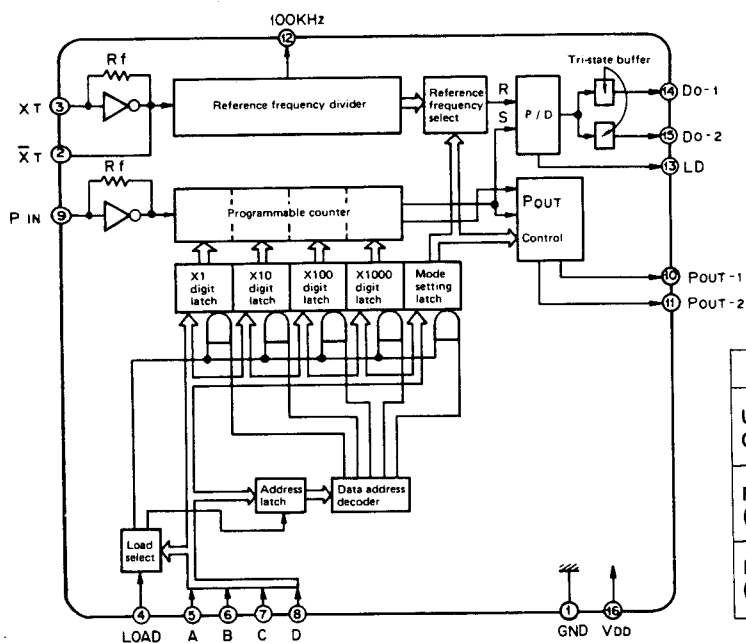 100KHz
12
Rf
XT 3
X̅T 2
Reference frequency divider
Reference
frequency
select
R
S
P / D
Tri-state buffer
14 DO-1
15 DO-2
13 LD
Rf
P IN 9
Programmable counter
POUT
Control
X1
digit
latch
X10
digit
latch
X100
digit
latch
X1000
digit
latch
Mode
setting
latch
10 POUT-1
11 POUT-2
Address
latch
Data address
decoder
Load
select
4
5
6
7
8
1
16
LOAD
A
B
C
D
GND
VDD